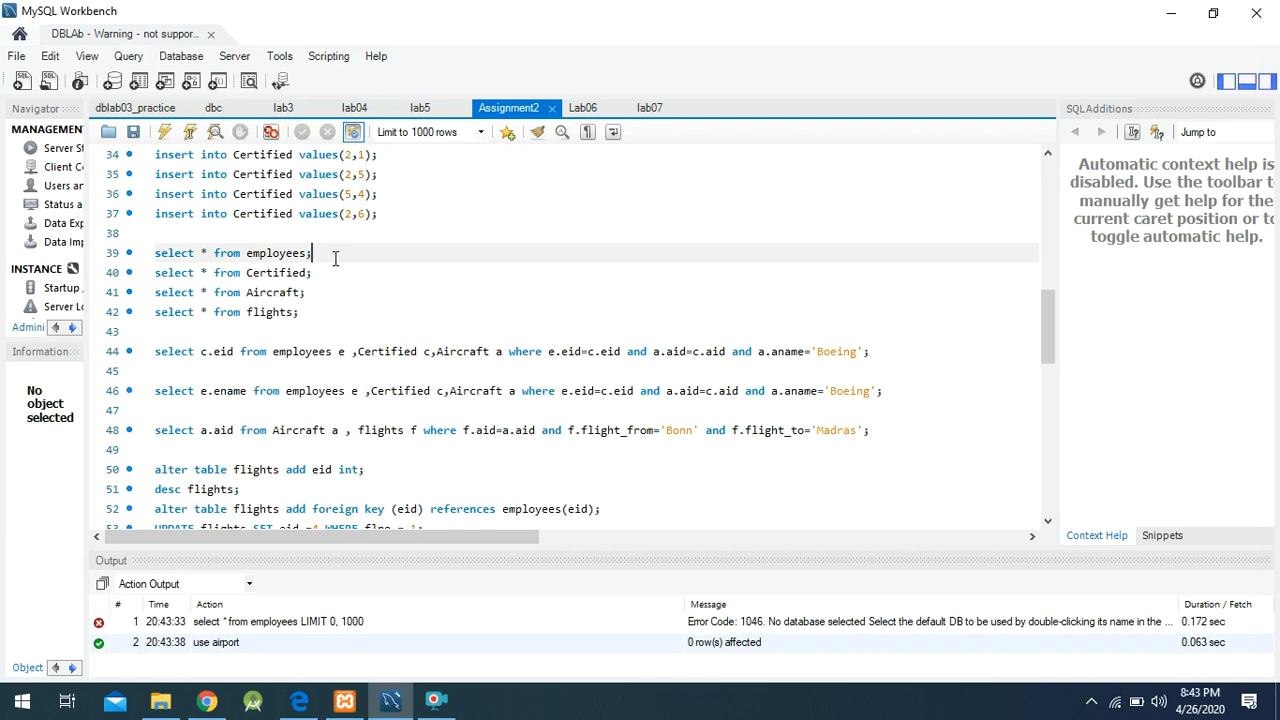 MySQL Workbench
DBLAb - Warning - not suppor...
File Edit View Query Database Server Tools Scripting Help
Navigator
dblab03_practice dbc lab3 lab04 lab5 Assignment2 Lab06 lab07
SQLAdditions
MANAGEMEN
Server St
Client C
Users ar
Status a
Data Exp
Data Imp
INSTANCE
Startup
Server Lo
Admini
Information
No
object
selected
Object
Limit to 1000 rows
Jump to
34 insert into Certified values(2,1);
35 insert into Certified values(2,5);
36 insert into Certified values(5,4);
37 insert into Certified values(2,6);
38
39 select * from employees;
40 select * from Certified;
41 select * from Aircraft;
42 select * from flights;
43
44 select c.eid from employees e ,Certified c,Aircraft a where e.eid=c.eid and a.aid=c.aid and a.aname='Boeing';
45
46 select e.ename from employees e ,Certified c,Aircraft a where e.eid=c.eid and a.aid=c.aid and a.aname='Boeing';
47
48 select a.aid from Aircraft a , flights f where f.aid=a.aid and f.flight_from='Bonn' and f.flight_to='Madras';
49
50 alter table flights add eid int;
51 desc flights;
52 alter table flights add foreign key (eid) references employees(eid);
53 UPDATE flights SET eid =4 WHERE flno = 1;
Automatic context help is
disabled. Use the toolbar t
manually get help for the
current caret position or to
toggle automatic help.
Context Help Snippets
Output
Action Output
# Time Action Message Duration / Fetch
1 20:43:33 select * from employees LIMIT 0, 1000 Error Code: 1046. No database selected Select the default DB to be used by double-clicking its name in the ... 0.172 sec
2 20:43:38 use airport 0 row(s) affected 0.063 sec
8:43 PM
4/26/2020